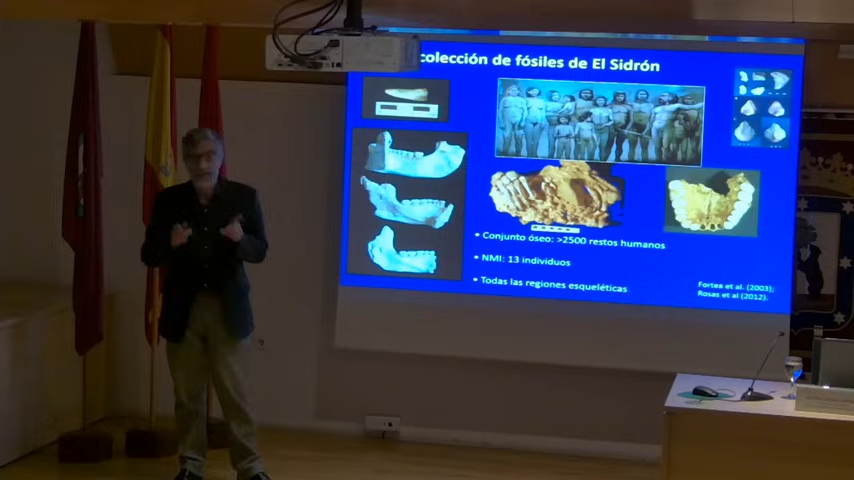 colección de fósiles de El Sidrón
• Conjunto óseo: >2500 restos humanos
• NMI: 13 individuos
• Todas las regiones esqueléticas
Fortea et al. (2003);
Rosas et al (2012).